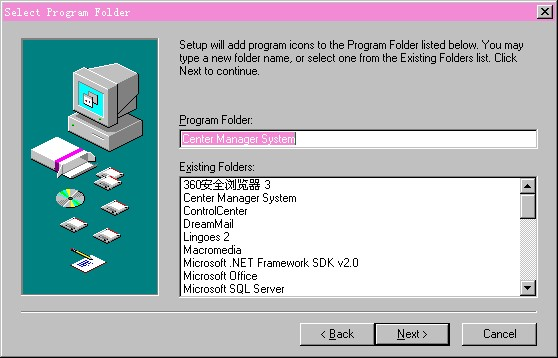 Select Program Folder
Setup will add program icons to the Program Folder listed below. You may
type a new folder name, or select one from the Existing Folders list. Click
Next to continue.
Program Folder:
Center Manager System
Existing Folders:
360安全浏览器 3
Center Manager System
ControlCenter
DreamMail
Lingoes 2
Macromedia
Microsoft .NET Framework SDK v2.0
Microsoft Office
Microsoft SQL Server
< Back
Next >
Cancel